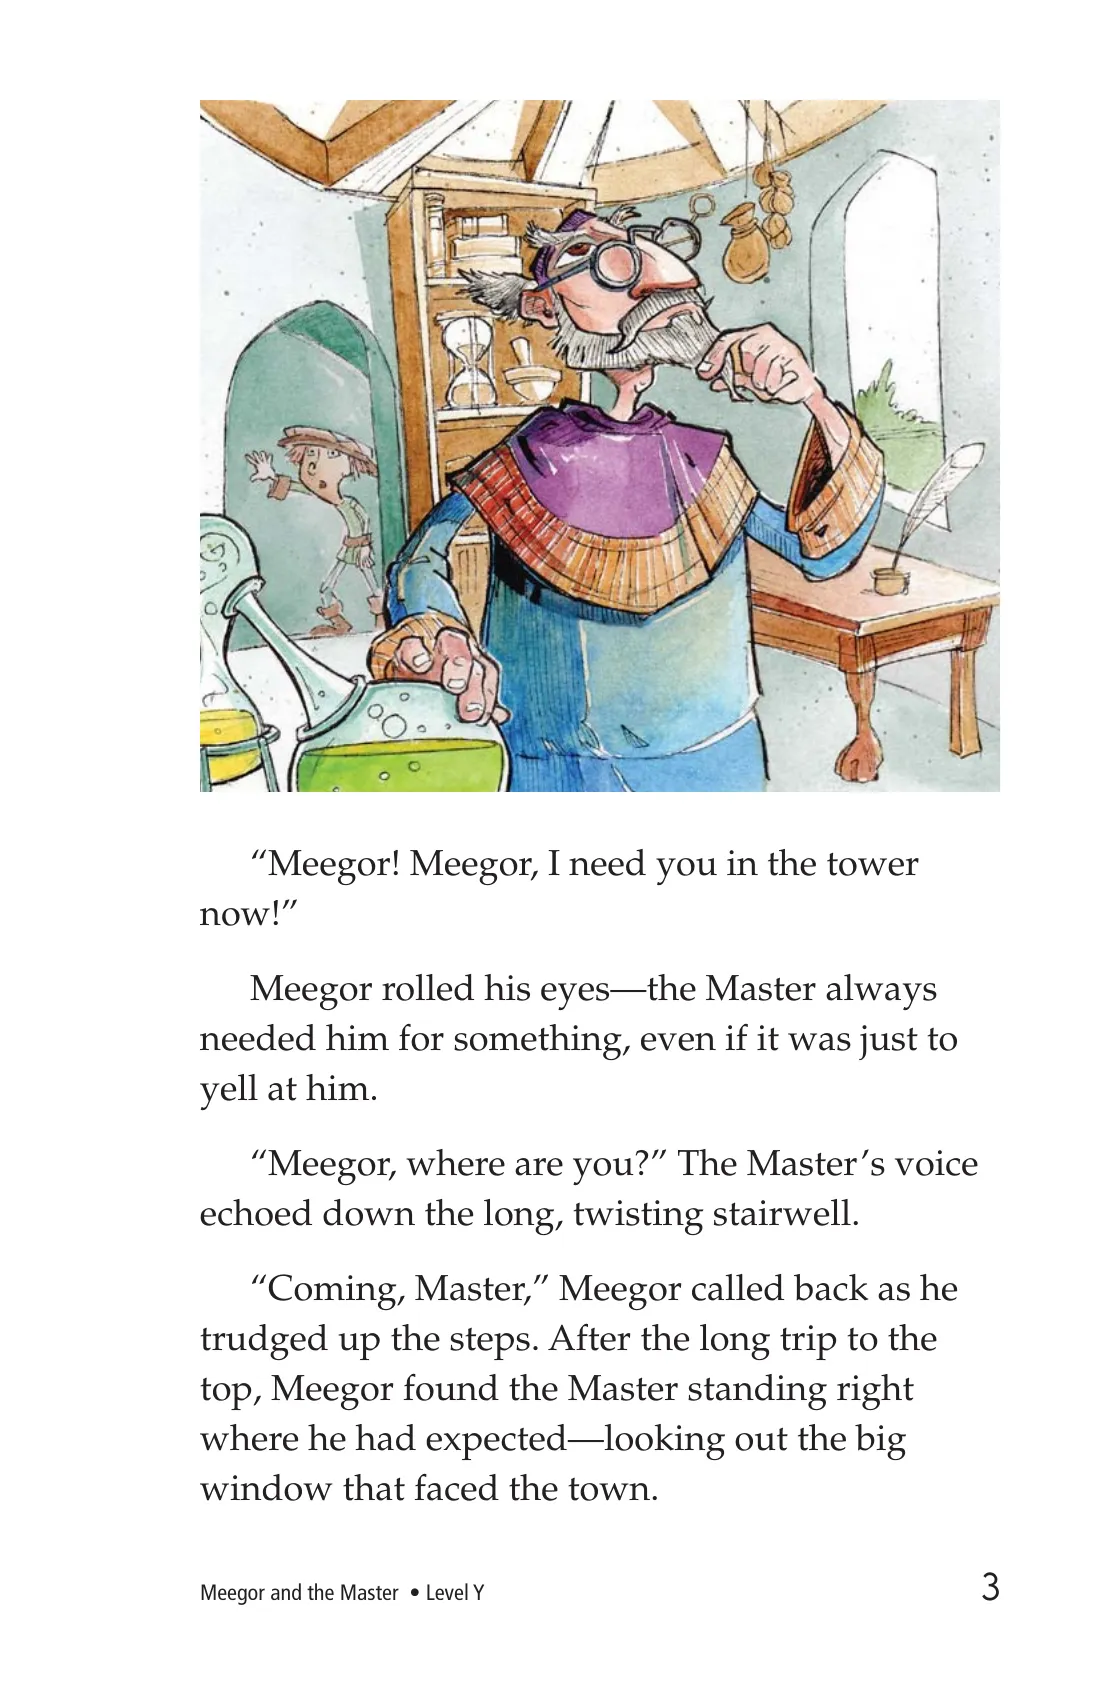 “Meegor! Meegor, I need you in the tower
now!”
Meegor rolled his eyes—the Master always
needed him for something, even if it was just to
yell at him.
“Meegor, where are you?” The Master’s voice
echoed down the long, twisting stairwell.
“Coming, Master,” Meegor called back as he
trudged up the steps. After the long trip to the
top, Meegor found the Master standing right
where he had expected—looking out the big
window that faced the town.
Meegor and the Master • Level Y
3